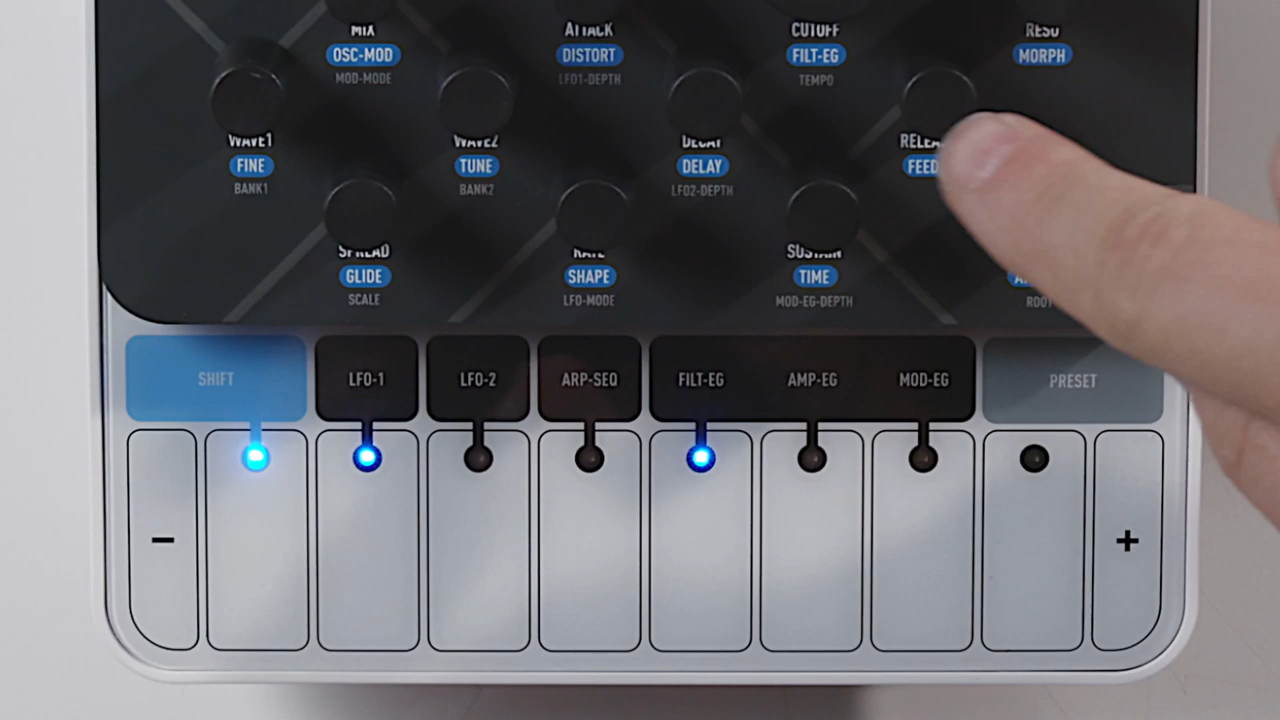 MIX ATTACK CUTOFF RESO
OSC-MOD DISTORT FILT-EG MORPH
MOD-MODE LFO1-DEPTH TEMPO
WAVE1 WAVE2 DECAY
FINE TUNE DELAY FEED
BANK1 BANK2 LFO2-DEPTH
SPREAD RATE SUSTAIN
GLIDE SHAPE TIME
SCALE LFO-MODE MOD-EG-DEPTH
SHIFT LFO-1 LFO-2 ARP-SEQ FILT-EG AMP-EG MOD-EG PRESET
− +